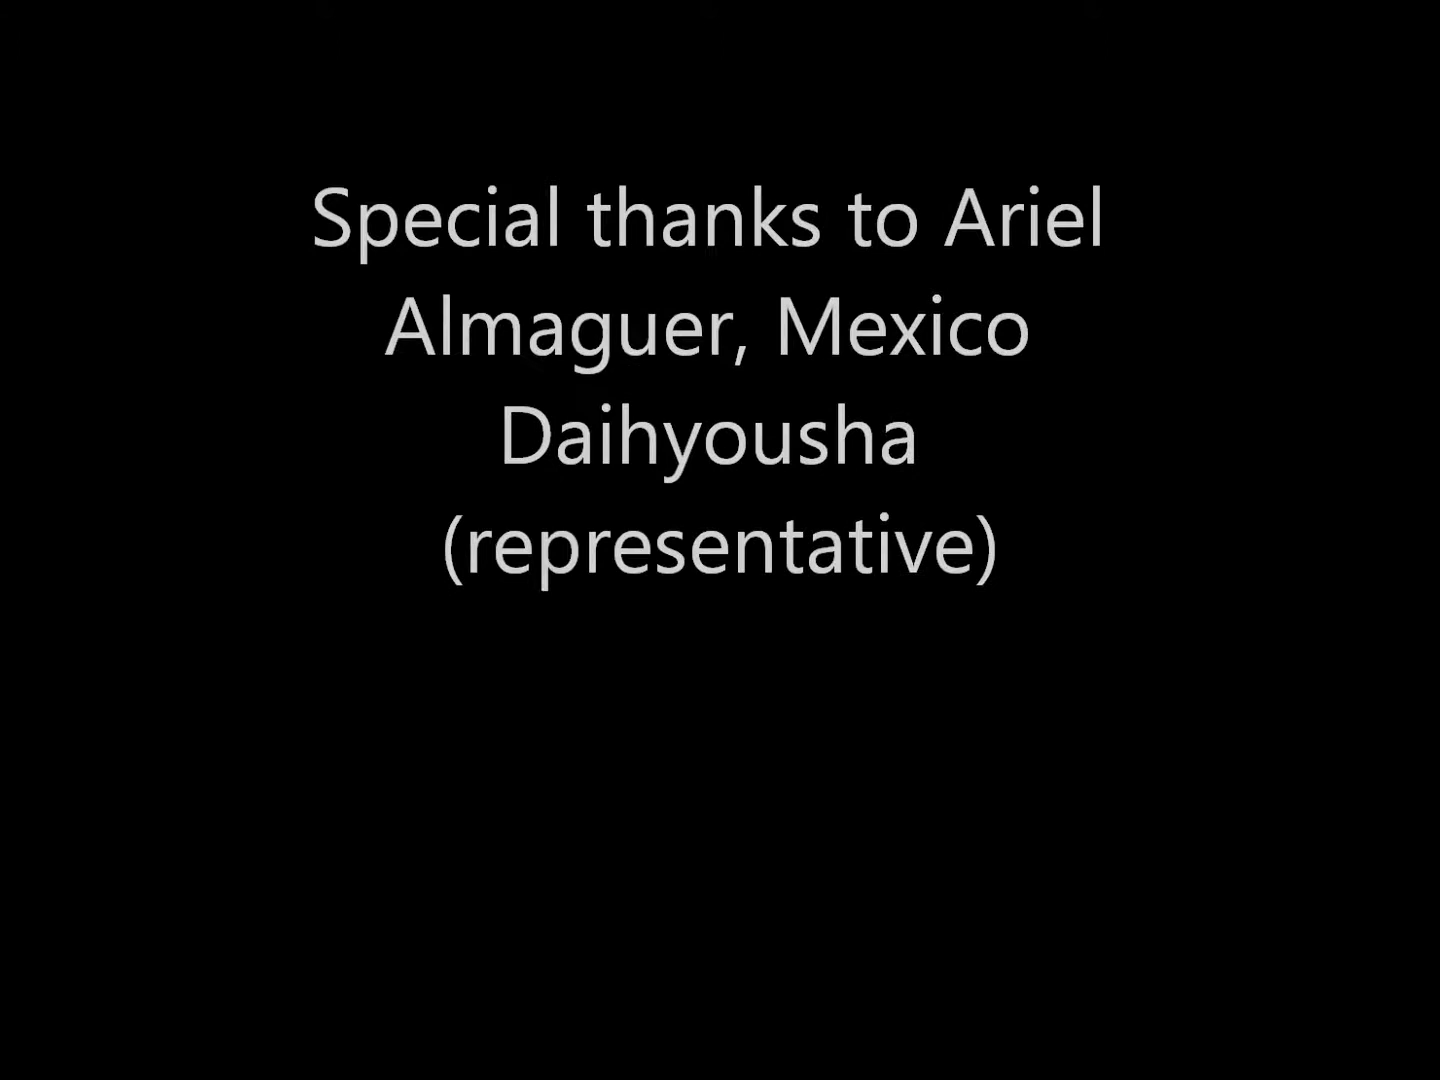 Special thanks to Ariel
Almaguer, Mexico
Daihyousha
(representative)